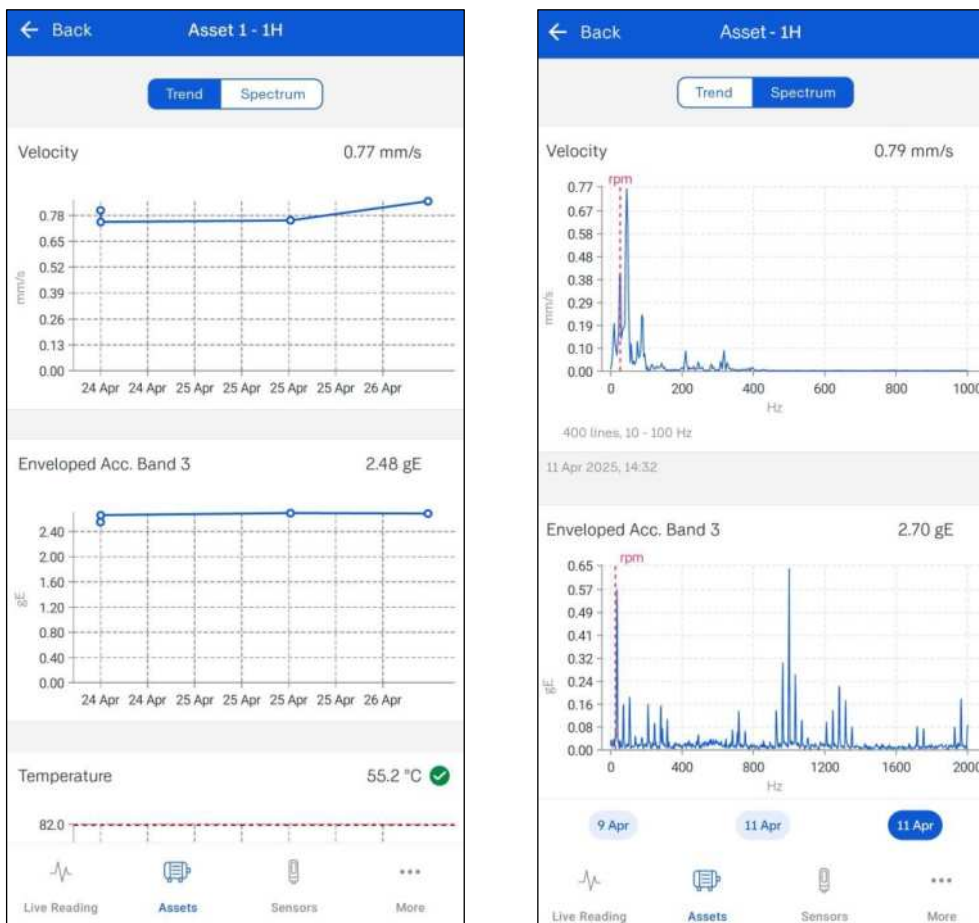 Back Asset 1 - 1H
Trend Spectrum
Velocity 0.77 mm/s
0.78
0.65
0.52
0.39
0.26
0.13
0.00
mm/s
24 Apr 24 Apr 25 Apr 25 Apr 25 Apr 25 Apr 26 Apr
Enveloped Acc. Band 3 2.48 gE
2.40
2.00
1.60
1.20
0.80
0.40
0.00
gE
24 Apr 24 Apr 25 Apr 25 Apr 25 Apr 25 Apr 26 Apr
Temperature 55.2 °C
82.0
Live Reading Assets Sensors More
Back Asset - 1H
Trend Spectrum
Velocity 0.79 mm/s
rpm
0.77
0.67
0.58
0.48
0.38
0.29
0.19
0.10
0.00
mm/s
0 200 400 600 800 1000
Hz
400 lines, 10 - 100 Hz
11 Apr 2025, 14:32
Enveloped Acc. Band 3 2.70 gE
rpm
0.65
0.57
0.49
0.41
0.32
0.24
0.16
0.08
0.00
gE
0 400 800 1200 1600 2000
Hz
9 Apr 11 Apr 11 Apr
Live Reading Assets Sensors More